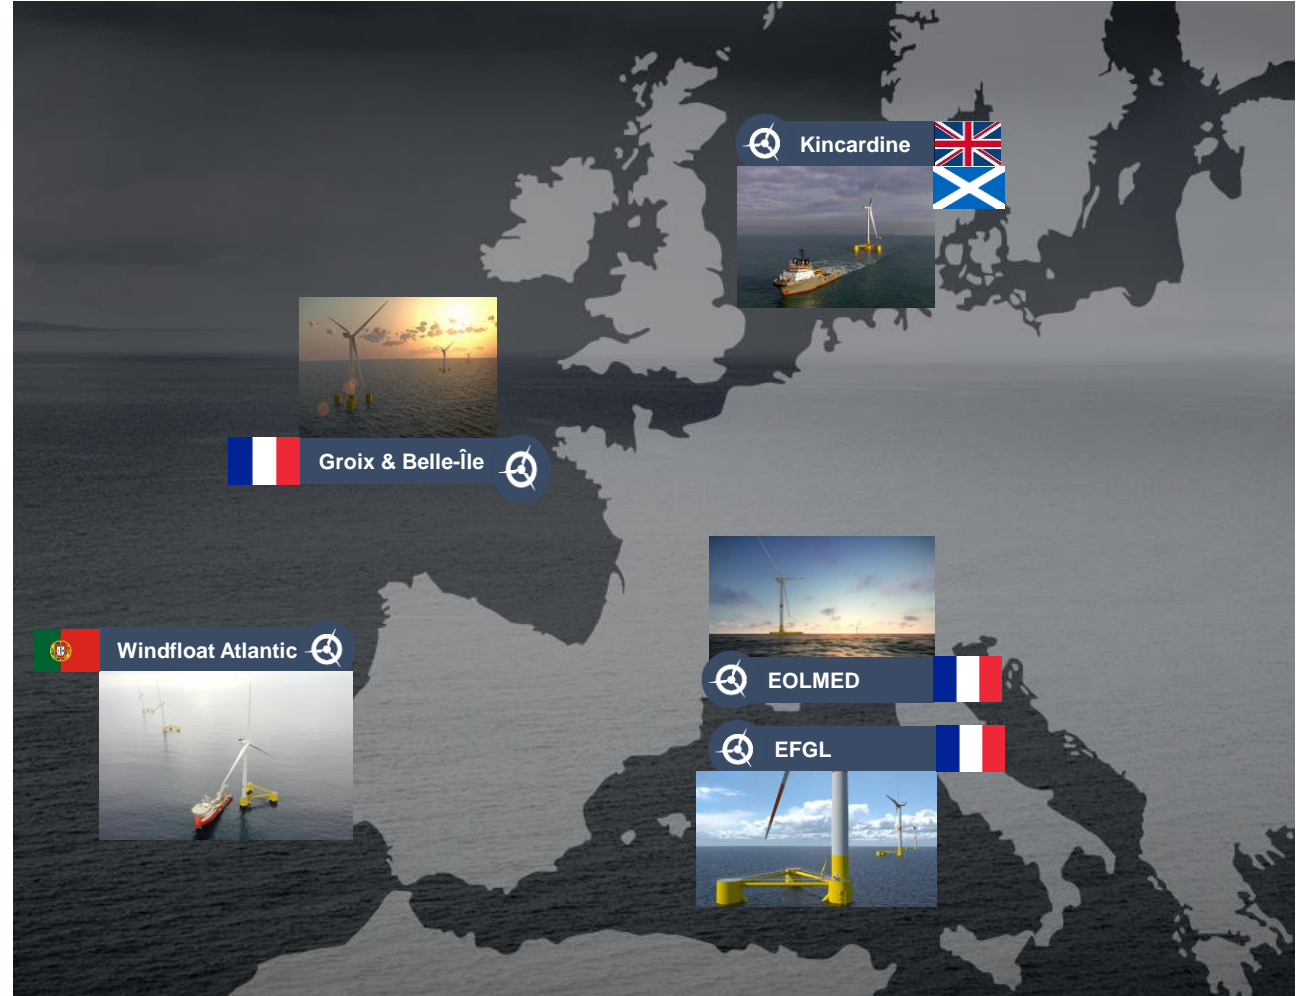 Kincardine
Groix & Belle-Île
Windfloat Atlantic
EOLMED
EFGL